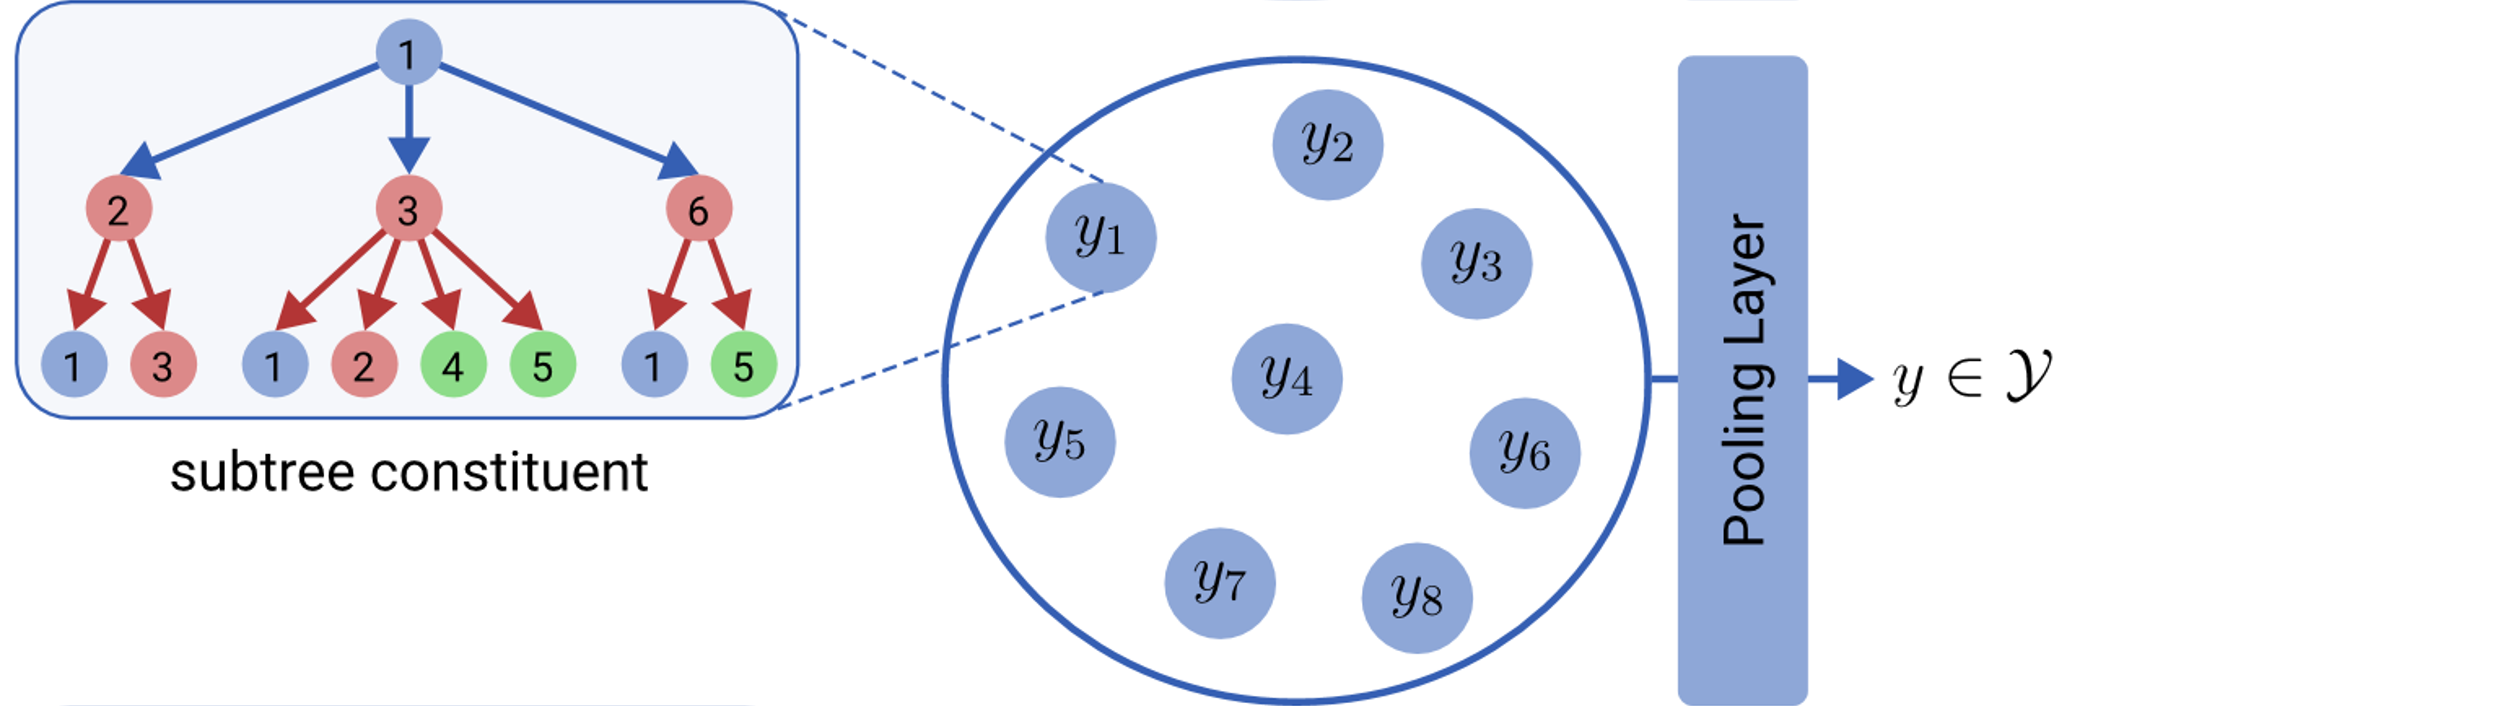 1
2 3 6
1 3 1 2 4 5 1 5
subtree constituent
y₂
y₁
y₃
y₄
y₅
y₆
y₇
y₈
Pooling Layer
y ∈ 𝒴